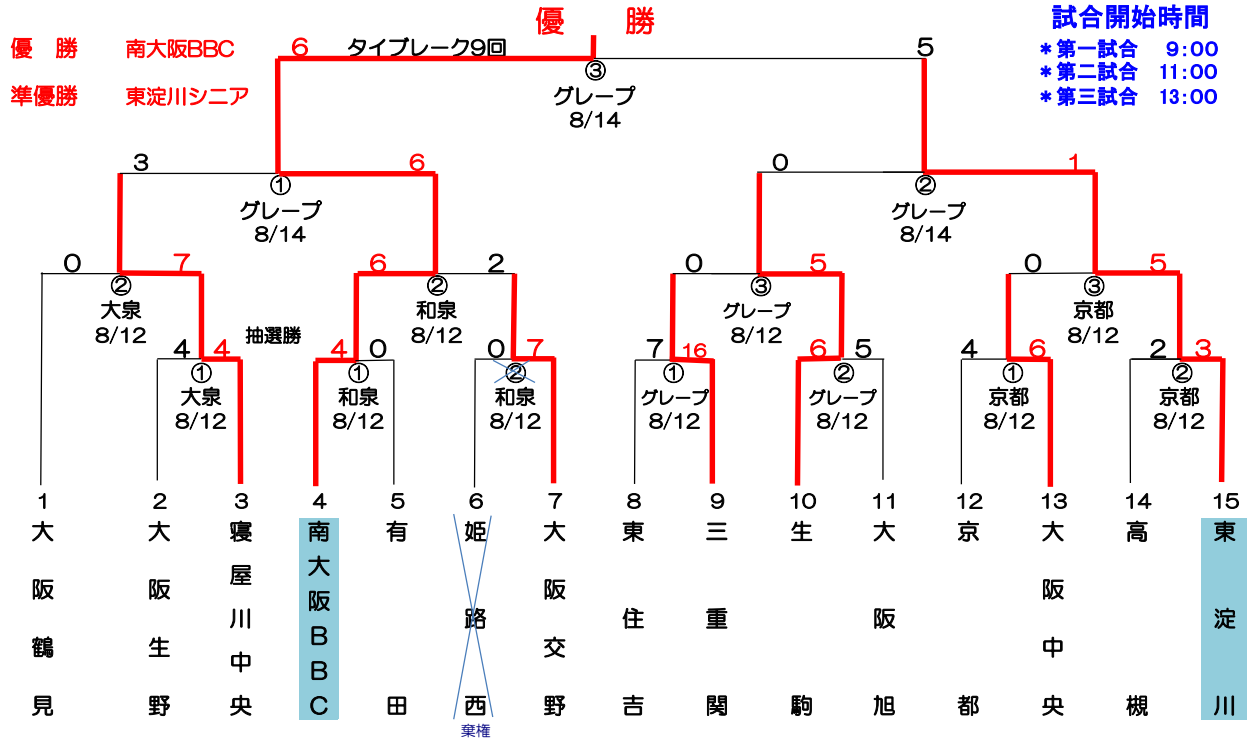 優　勝
試合開始時間
優　勝　南大阪BBC
6
タイブレーク9回
5
＊第一試合　9:00
＊第二試合　11:00
＊第三試合　13:00
準優勝　東淀川シニア
③
グレープ
8/14
3
6
0
1
①
グレープ
8/14
②
グレープ
8/14
0
7
6
2
0
5
0
5
②
大泉
8/12
②
和泉
8/12
③
グレープ
8/12
③
京都
8/12
抽選勝
4
4
4
0
0
7
7
16
6
5
4
6
2
3
①
大泉
8/12
①
和泉
8/12
②
和泉
8/12
①
グレープ
8/12
②
グレープ
8/12
①
京都
8/12
②
京都
8/12
1
大阪鶴見
2
大阪生野
3
寝屋川中央
4
南大阪BBC
5
有田
6
姫路西
棄権
7
大阪交野
8
東住吉
9
三重関
10
生駒
11
大阪旭
12
京都
13
大阪中央
14
高槻
15
東淀川